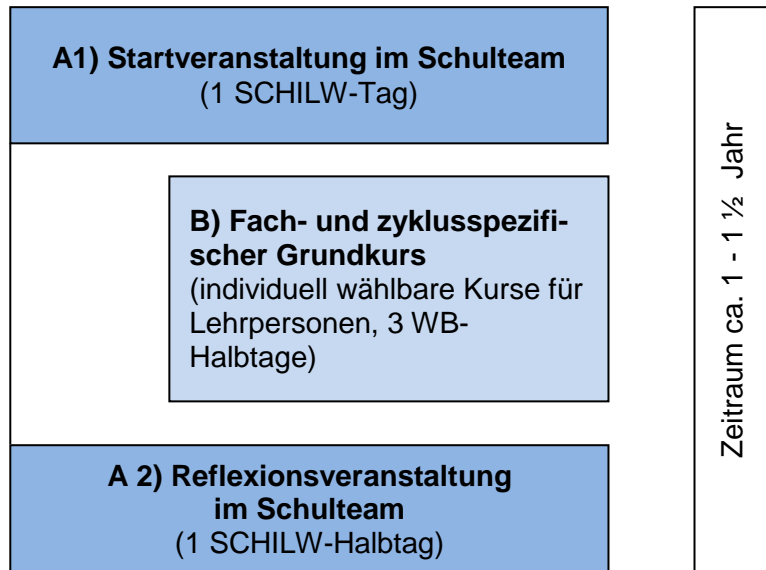 A1) Startveranstaltung im Schulteam
(1 SCHILW-Tag)
B) Fach- und zyklusspezifi-
scher Grundkurs
(individuell wählbare Kurse für
Lehrpersonen, 3 WB-
Halbtage)
A 2) Reflexionsveranstaltung
im Schulteam
(1 SCHILW-Halbtag)
Zeitraum ca. 1 - 1 ½ Jahr